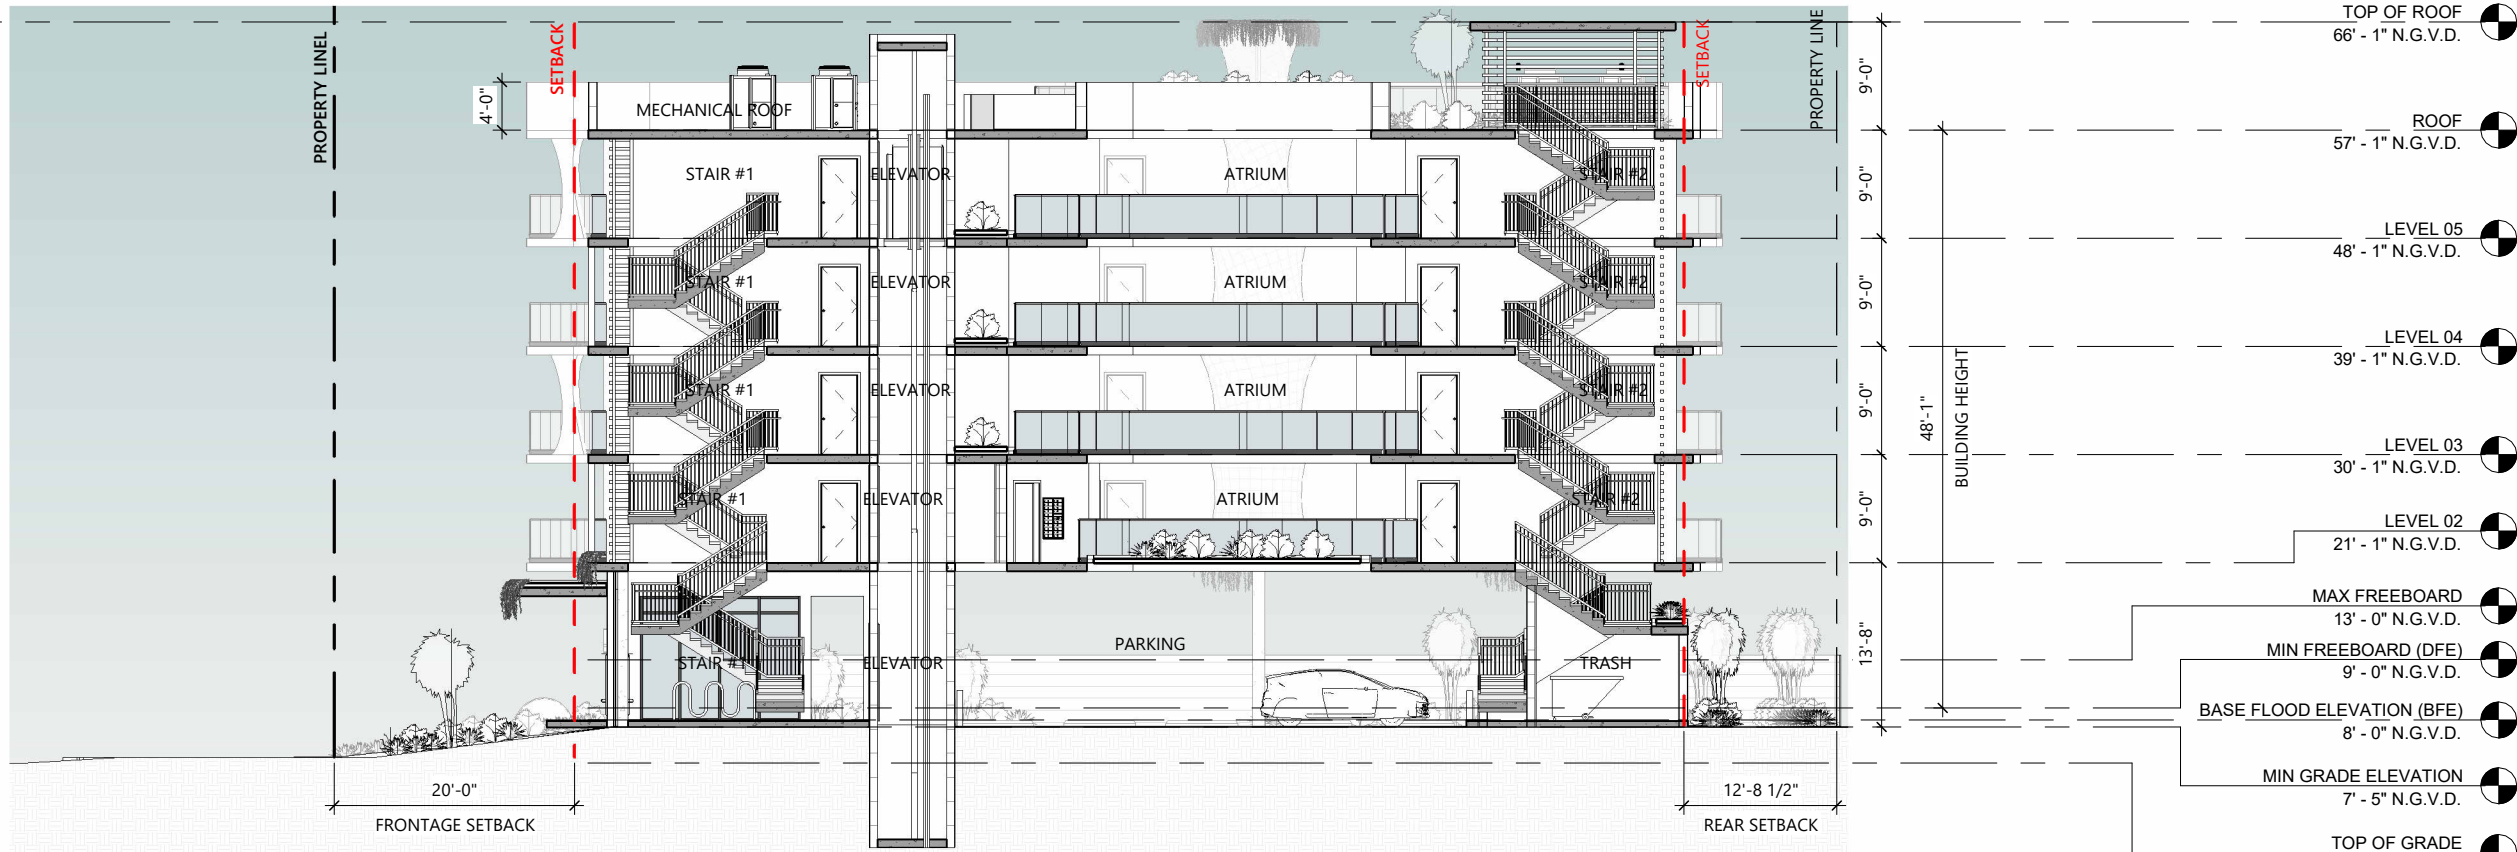 PROPERTY LINEL
SETBACK
SETBACK
PROPERTY LINE
4'-0"
MECHANICAL ROOF
9'-0"
STAIR #1
ELEVATOR
ATRIUM
STAIR #2
9'-0"
STAIR #1
ELEVATOR
ATRIUM
STAIR #2
9'-0"
STAIR #1
ELEVATOR
ATRIUM
STAIR #2
9'-0"
STAIR #1
ELEVATOR
ATRIUM
STAIR #2
9'-0"
STAIR #1
ELEVATOR
PARKING
TRASH
13'-8"
48'-1"
BUILDING HEIGHT
20'-0"
FRONTAGE SETBACK
12'-8 1/2"
REAR SETBACK
TOP OF ROOF
66' - 1" N.G.V.D.
ROOF
57' - 1" N.G.V.D.
LEVEL 05
48' - 1" N.G.V.D.
LEVEL 04
39' - 1" N.G.V.D.
LEVEL 03
30' - 1" N.G.V.D.
LEVEL 02
21' - 1" N.G.V.D.
MAX FREEBOARD
13' - 0" N.G.V.D.
MIN FREEBOARD (DFE)
9' - 0" N.G.V.D.
BASE FLOOD ELEVATION (BFE)
8' - 0" N.G.V.D.
MIN GRADE ELEVATION
7' - 5" N.G.V.D.
TOP OF GRADE